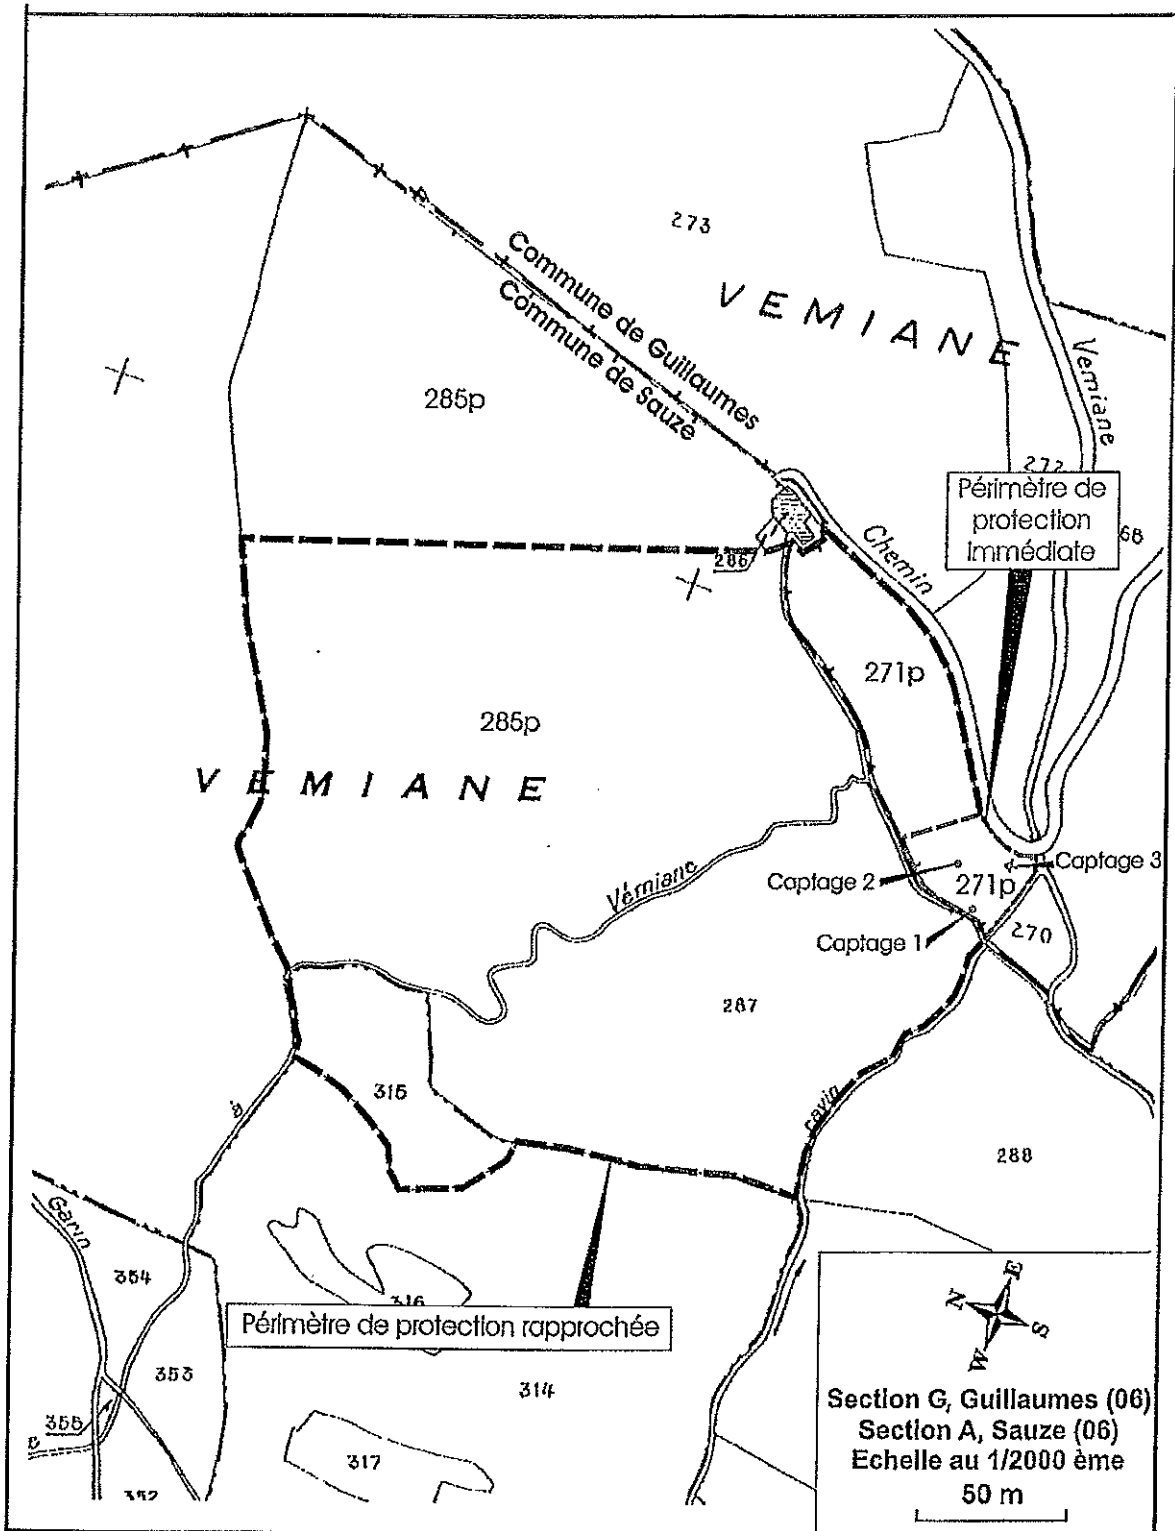 273
Commune de Guillaumes
Commune de Sauze
VEMIANE
Vemiane
285p
272
Périmètre de
protection
immédiate
68
Chemin
286
271p
285p
VEMIANE
Vemiane
Captage 2
Captage 3
271p
Captage 1
270
287
315
à
ravin
288
Garin
354
316
Périmètre de protection rapprochée
353
314
355
317
352
N
E
S
W
Section G, Guillaumes (06)
Section A, Sauze (06)
Echelle au 1/2000 ème
50 m